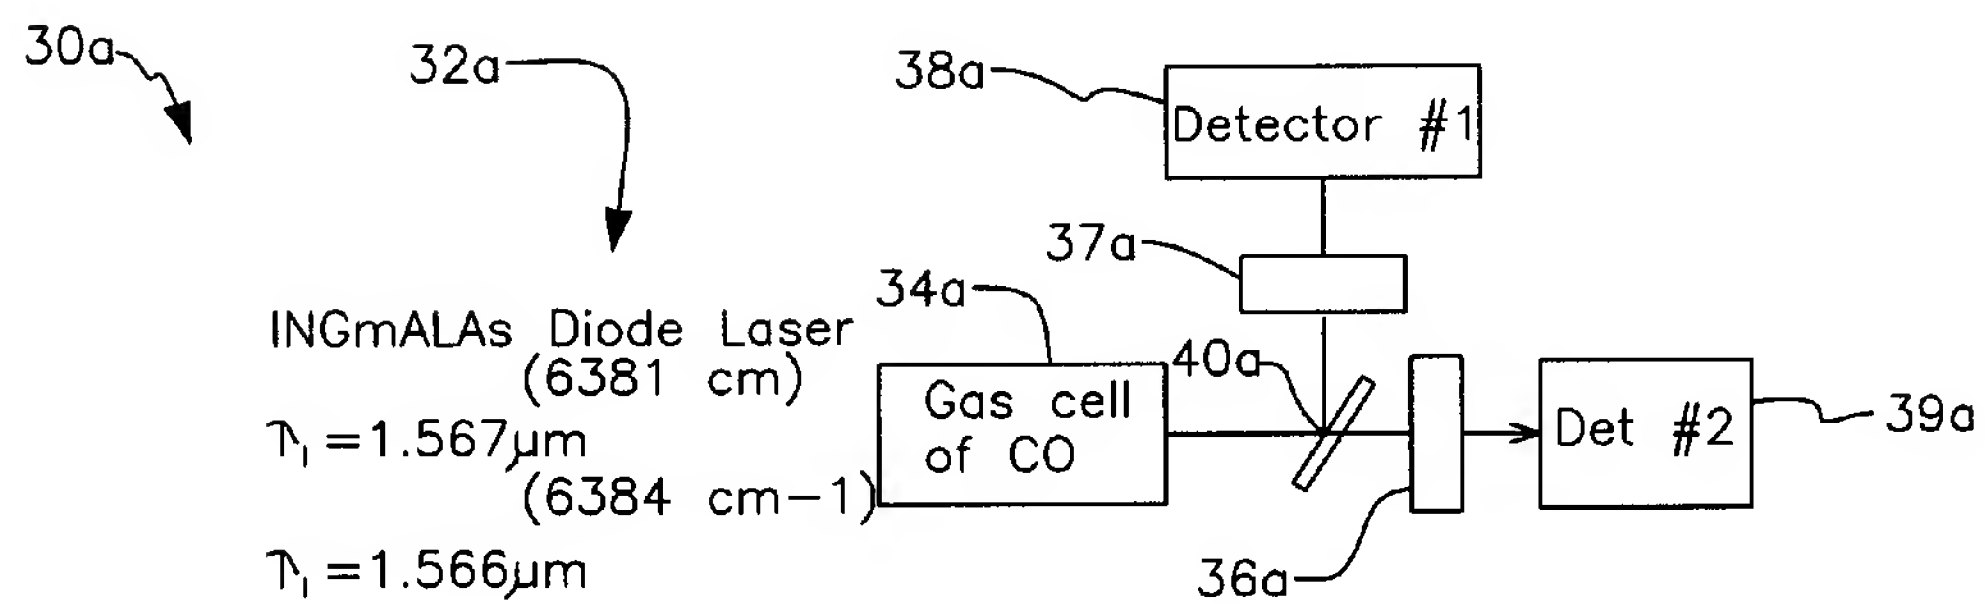 30a
32a
38a
Detector #1
37a
34a
INGmALAs Diode Laser
(6381 cm)
40a
Gas cell
of CO
λ₁ =1.567μm
Det #2
39a
(6384 cm-1)
λ₁ =1.566μm
36a